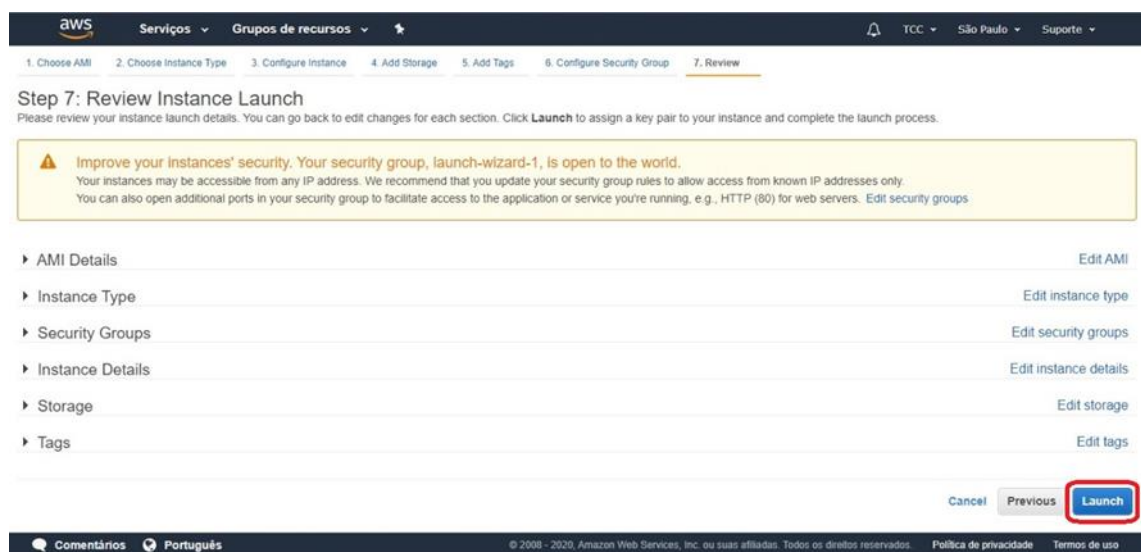 aws Serviços Grupos de recursos TCC São Paulo Suporte
1. Choose AMI 2. Choose Instance Type 3. Configure Instance 4. Add Storage 5. Add Tags 6. Configure Security Group 7. Review
Step 7: Review Instance Launch
Please review your instance launch details. You can go back to edit changes for each section. Click Launch to assign a key pair to your instance and complete the launch process.
Improve your instances' security. Your security group, launch-wizard-1, is open to the world.
Your instances may be accessible from any IP address. We recommend that you update your security group rules to allow access from known IP addresses only.
You can also open additional ports in your security group to facilitate access to the application or service you're running, e.g., HTTP (80) for web servers. Edit security groups
AMI Details Edit AMI
Instance Type Edit instance type
Security Groups Edit security groups
Instance Details Edit instance details
Storage Edit storage
Tags Edit tags
Cancel Previous Launch
Comentários Português © 2008 - 2020, Amazon Web Services, Inc. ou suas afiliadas. Todos os direitos reservados. Política de privacidade Termos de uso